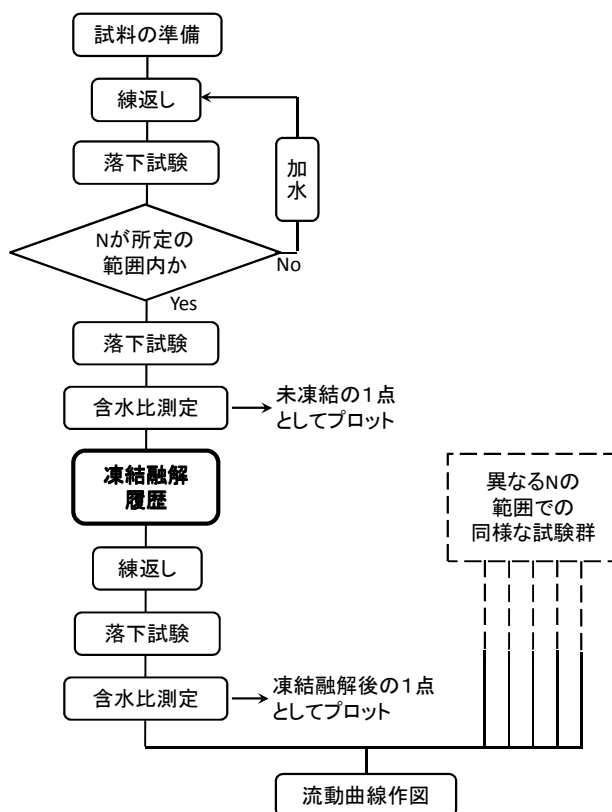 試料の準備
練返し
落下試験
加
水
Nが所定の
範囲内か
No
Yes
落下試験
含水比測定
未凍結の1点
としてプロット
凍結融解
履歴
異なるNの
範囲での
同様な試験群
練返し
落下試験
含水比測定
凍結融解後の1点
としてプロット
流動曲線作図